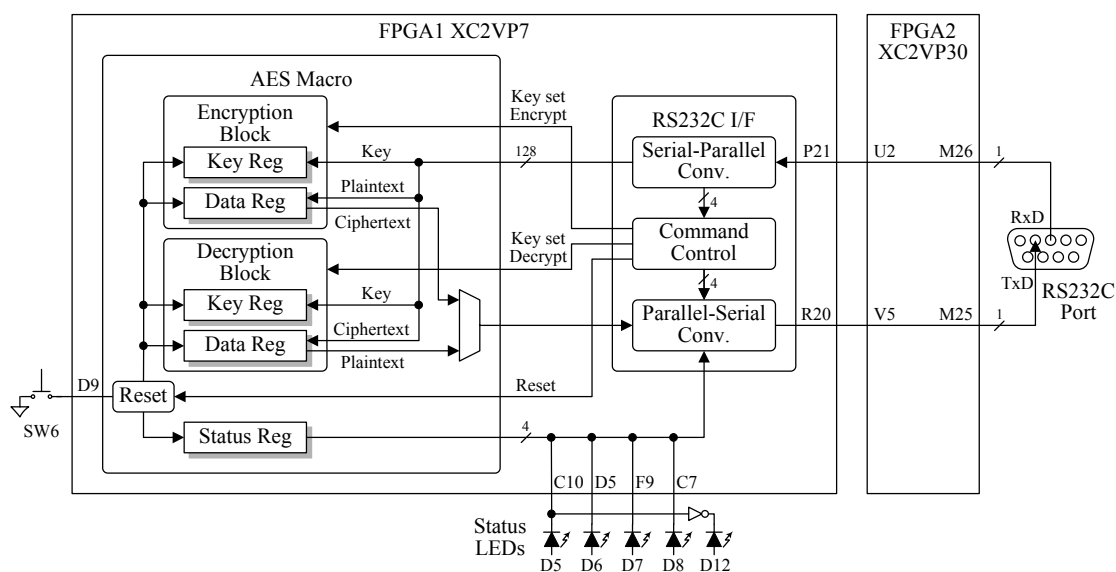 FPGA1 XC2VP7
FPGA2
XC2VP30
AES Macro
Encryption
Block
Key Reg
Data Reg
Key set
Encrypt
Key
128
Plaintext
Ciphertext
RS232C I/F
Serial-Parallel
Conv.
P21
U2
M26
1
4
Command
Control
4
Parallel-Serial
Conv.
R20
V5
M25
1
RxD
TxD
RS232C
Port
Decryption
Block
Key set
Decrypt
Key Reg
Key
Ciphertext
Data Reg
Plaintext
D9
Reset
Reset
SW6
Status Reg
4
C10
D5
F9
C7
Status
LEDs
D5
D6
D7
D8
D12